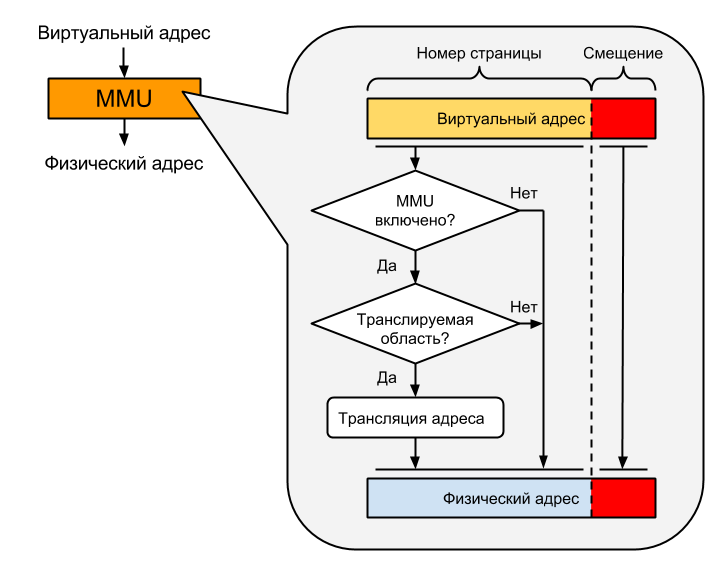 Виртуальный адрес
MMU
Физический адрес
Номер страницы
Смещение
Виртуальный адрес
MMU
включено?
Нет
Да
Транслируемая
область?
Нет
Да
Трансляция адреса
Физический адрес